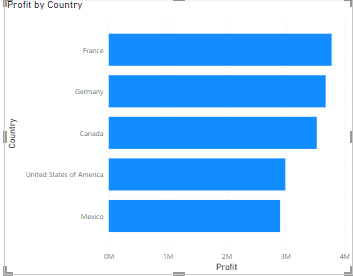 Profit by Country
Country
France
Germany
Canada
United States of America
Mexico
0M 1M 2M 3M 4M
Profit